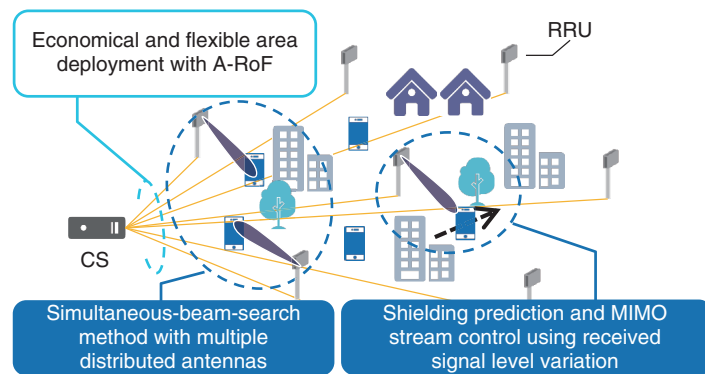 Economical and flexible area
deployment with A-RoF
RRU
CS
Simultaneous-beam-search
method with multiple
distributed antennas
Shielding prediction and MIMO
stream control using received
signal level variation